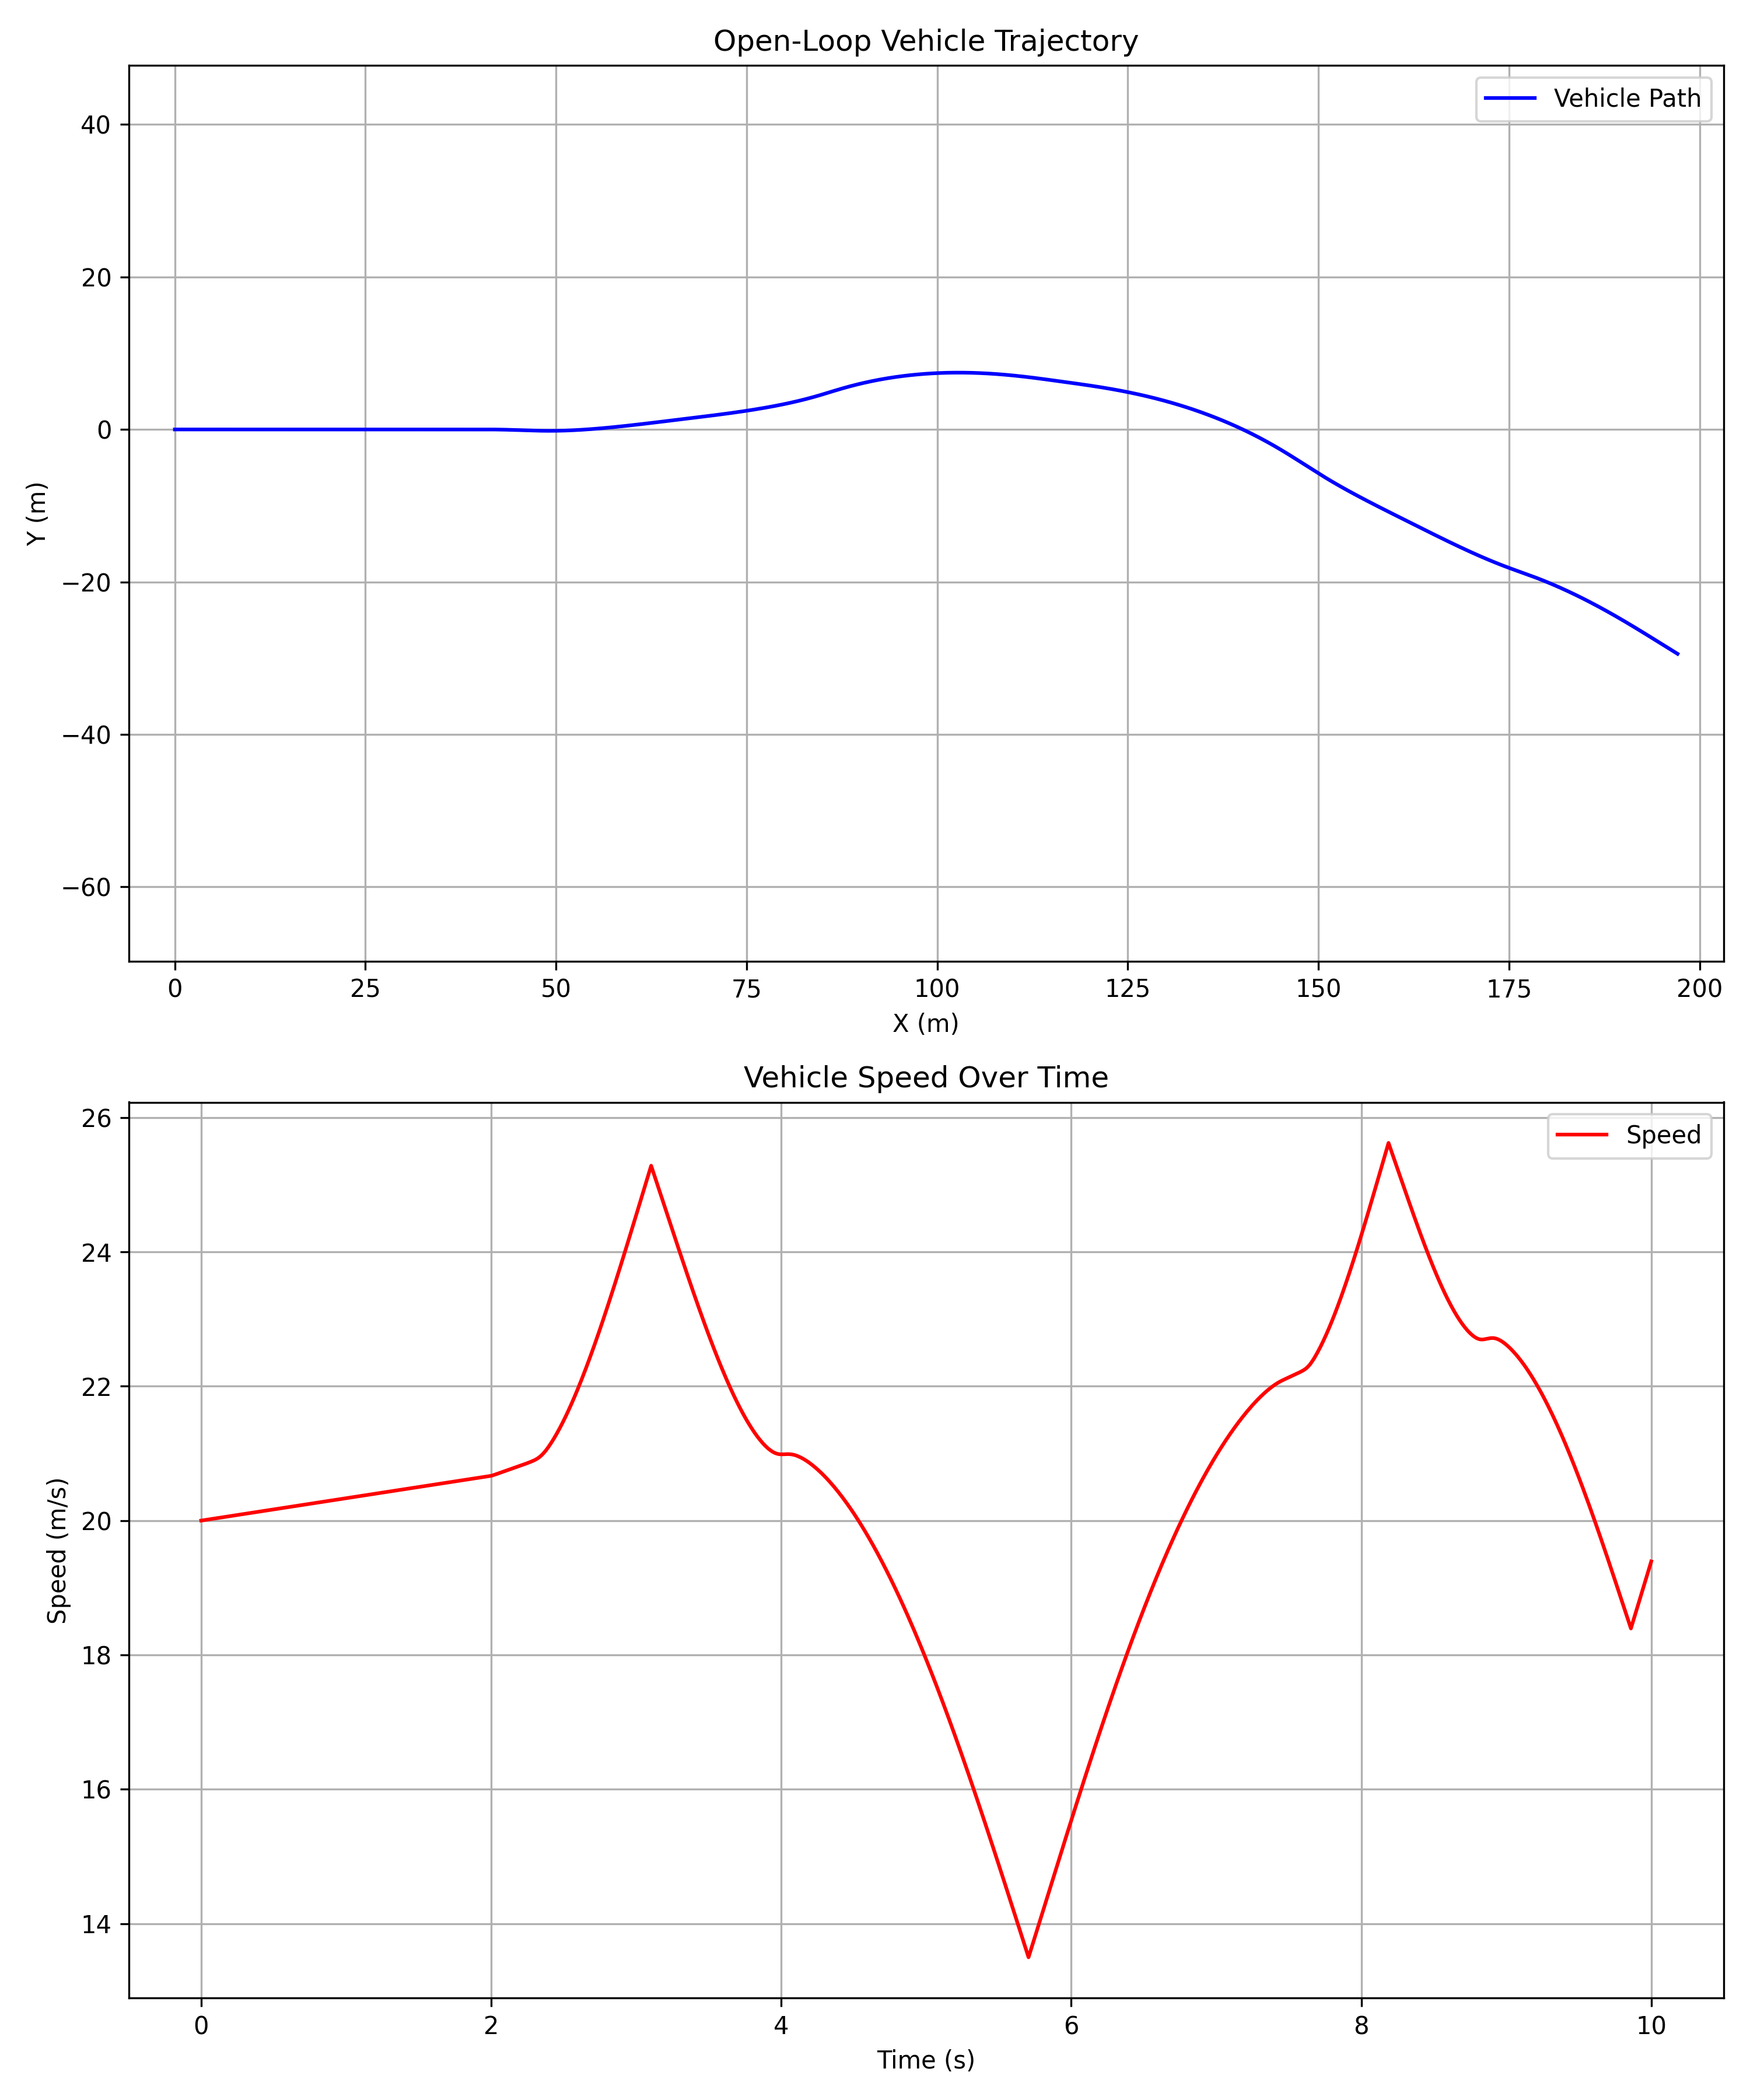 Open-Loop Vehicle Trajectory
Vehicle Path
40
20
0
−20
−40
−60
Y (m)
0 25 50 75 100 125 150 175 200
X (m)
Vehicle Speed Over Time
Speed
26
24
22
20
18
16
14
Speed (m/s)
0 2 4 6 8 10
Time (s)